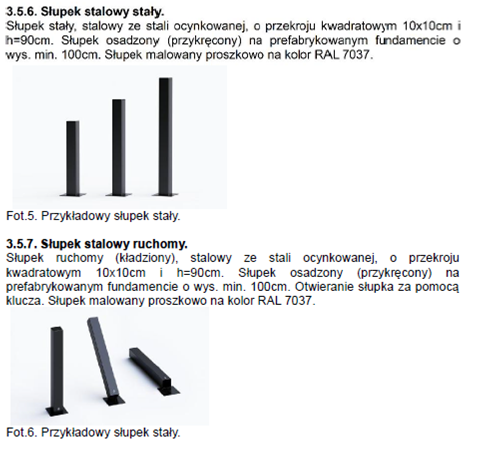 3.5.6. Słupek stalowy stały.
Słupek stały, stalowy ze stali ocynkowanej, o przekroju kwadratowym 10x10cm i
h=90cm. Słupek osadzony (przykręcony) na prefabrykowanym fundamencie o
wys. min. 100cm. Słupek malowany proszkowo na kolor RAL 7037.
Fot.5. Przykładowy słupek stały.
3.5.7. Słupek stalowy ruchomy.
Słupek ruchomy (kładziony), stalowy ze stali ocynkowanej, o przekroju
kwadratowym 10x10cm i h=90cm. Słupek osadzony (przykręcony) na
prefabrykowanym fundamencie o wys. min. 100cm. Otwieranie słupka za pomocą
klucza. Słupek malowany proszkowo na kolor RAL 7037.
Fot.6. Przykładowy słupek stały.